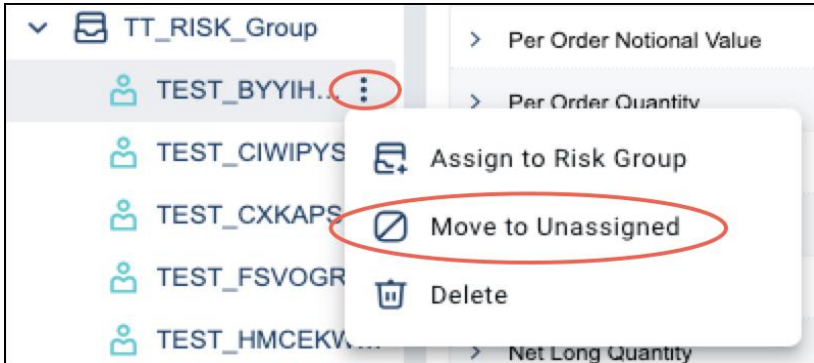 TT_RISK_Group
TEST_BYYIH...
TEST_CIWIPYS
TEST_CXKAPS
TEST_FSVOGR
TEST_HMCEKW...
Per Order Notional Value
Per Order Quantity
Assign to Risk Group
Move to Unassigned
Delete
Net Long Quantity